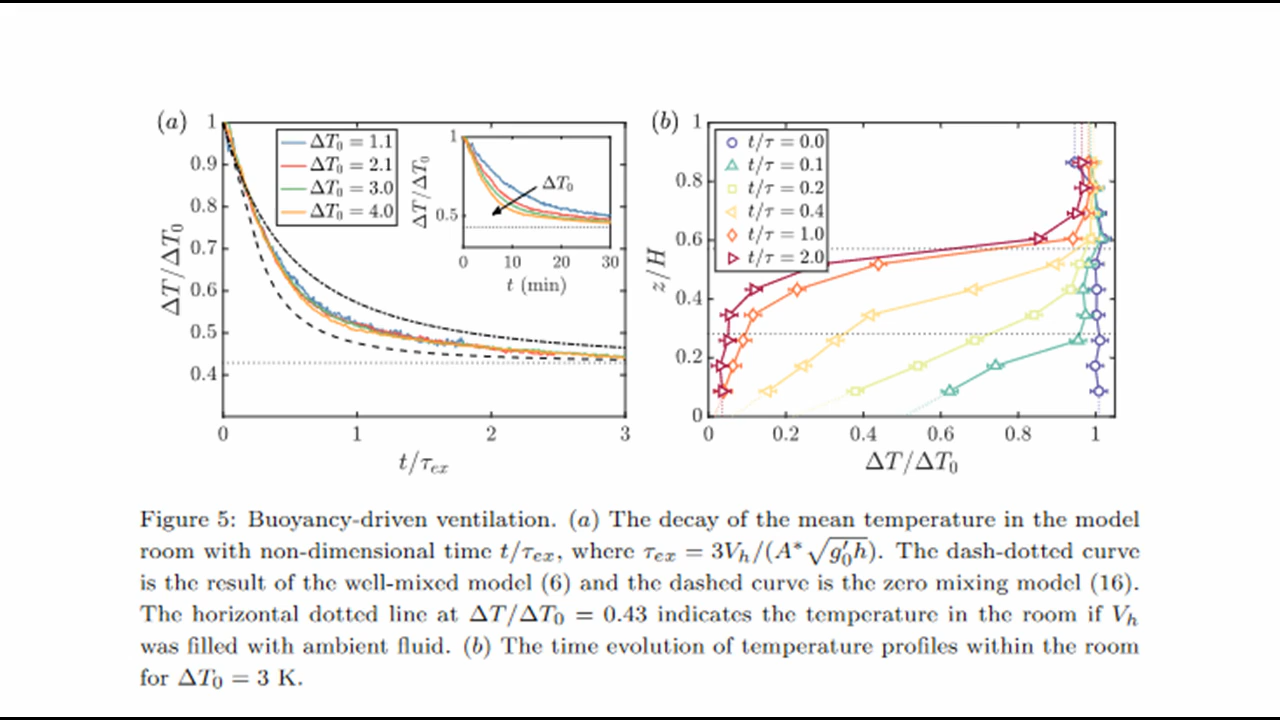 (a)
1
0.9
0.8
0.7
0.6
0.5
0.4
ΔT/ΔT₀
0 1 2 3
t/τₑₓ
ΔT₀ = 1.1
ΔT₀ = 2.1
ΔT₀ = 3.0
ΔT₀ = 4.0
1
0.5
ΔT/ΔT₀
ΔT₀
0 10 20 30
t (min)
(b)
1
0.8
0.6
0.4
0.2
0
z/H
t/τ = 0.0
t/τ = 0.1
t/τ = 0.2
t/τ = 0.4
t/τ = 1.0
t/τ = 2.0
0 0.2 0.4 0.6 0.8 1
ΔT/ΔT₀
Figure 5: Buoyancy-driven ventilation. (a) The decay of the mean temperature in the model
room with non-dimensional time t/τₑₓ, where τₑₓ = 3Vₕ/(A*√g′₀h). The dash-dotted curve
is the result of the well-mixed model (6) and the dashed curve is the zero mixing model (16).
The horizontal dotted line at ΔT/ΔT₀ = 0.43 indicates the temperature in the room if Vₕ
was filled with ambient fluid. (b) The time evolution of temperature profiles within the room
for ΔT₀ = 3 K.